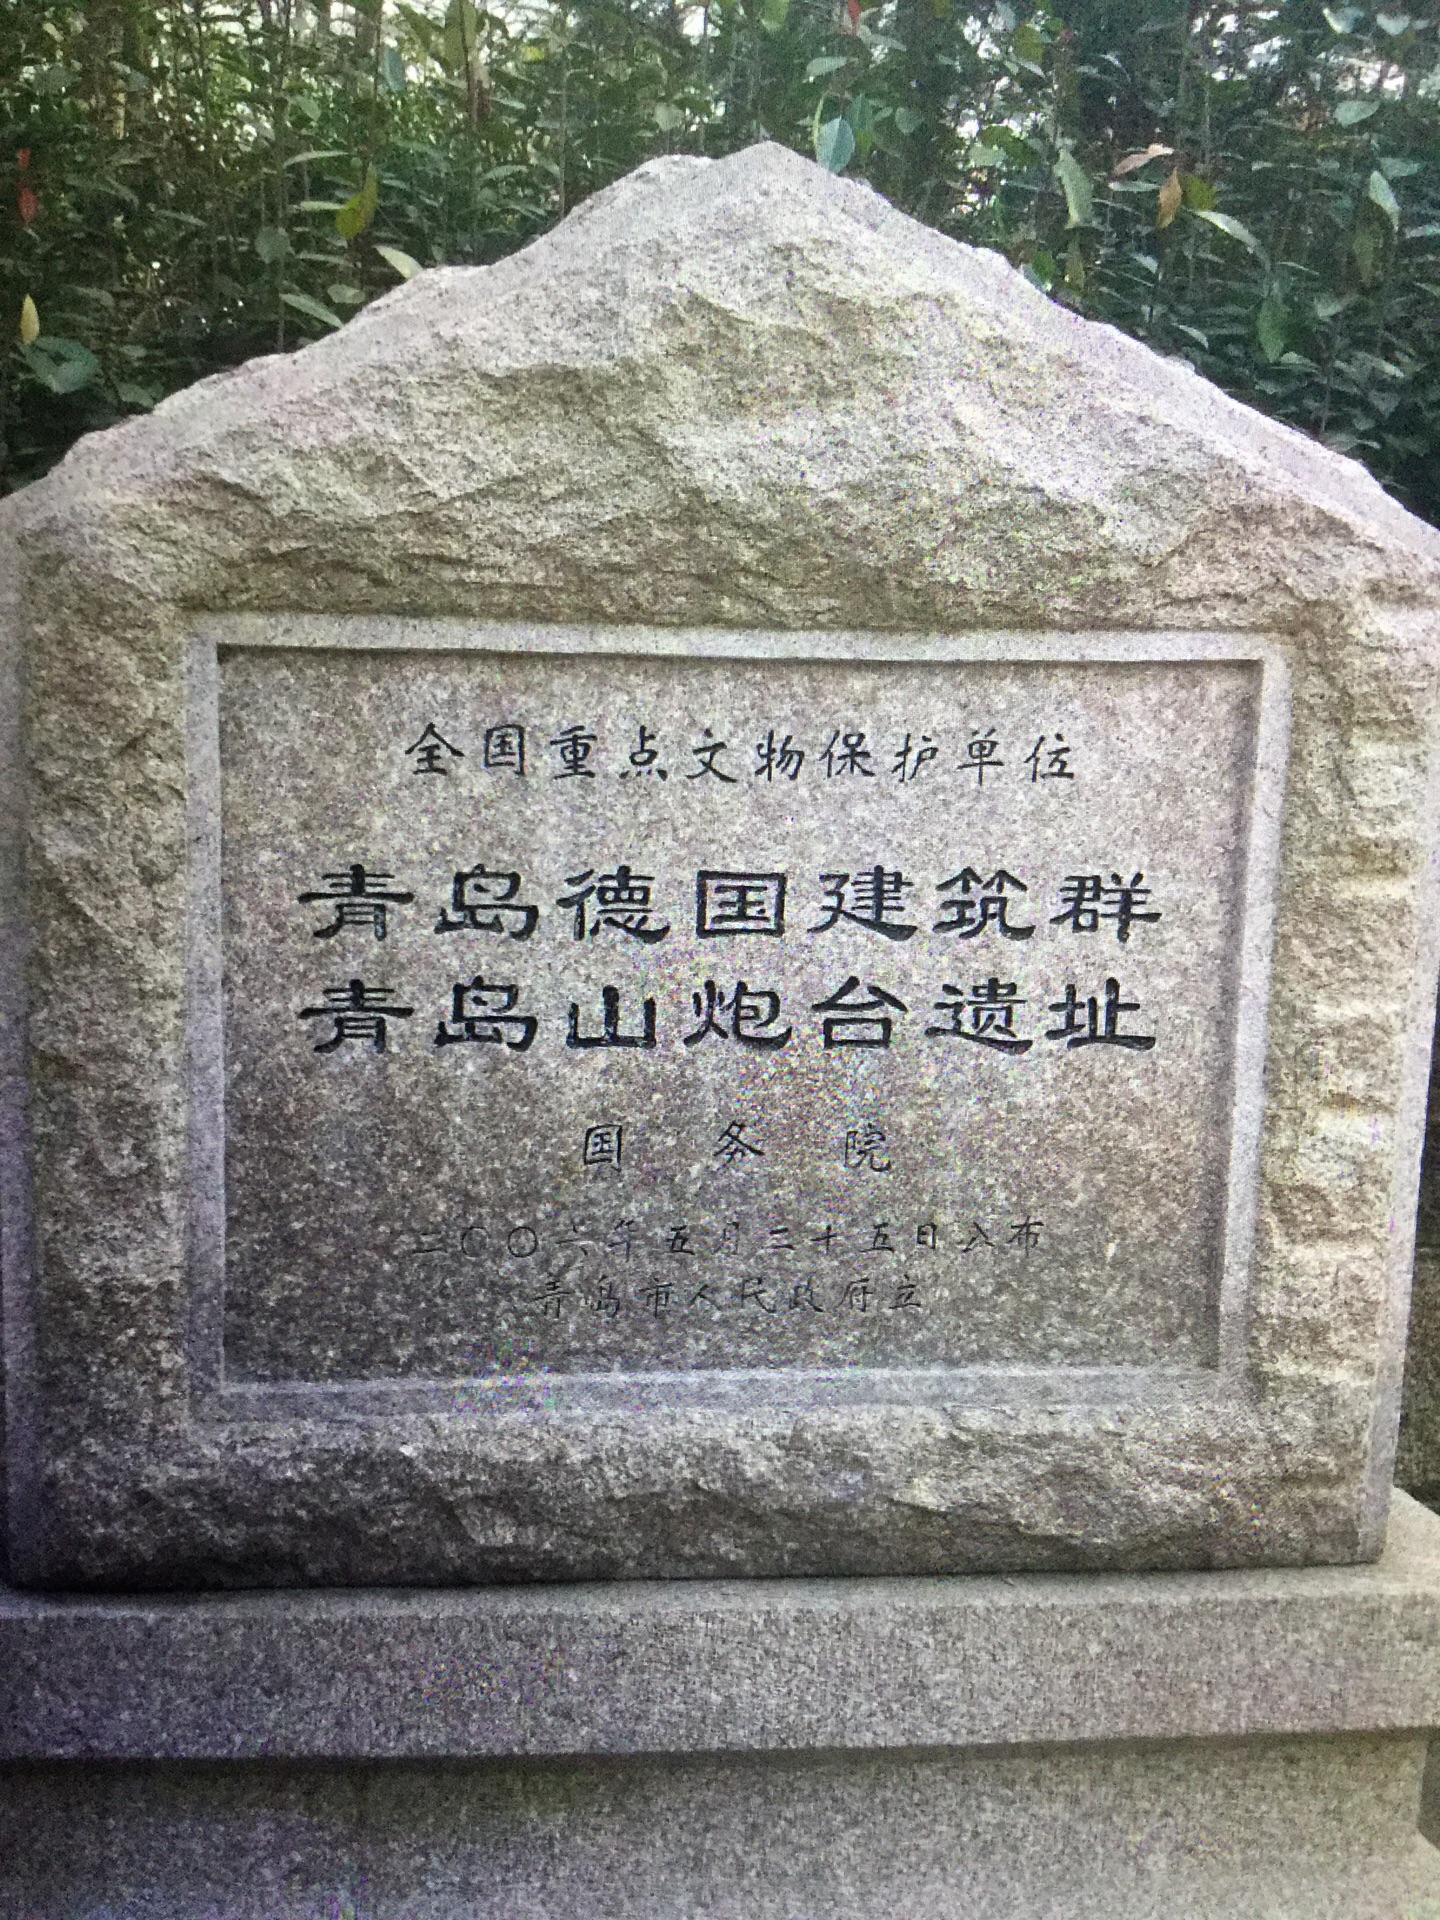 全国重点文物保护单位
青岛德国建筑群
青岛山炮台遗址
国务院
二〇〇六年五月二十五日公布
青岛市人民政府立